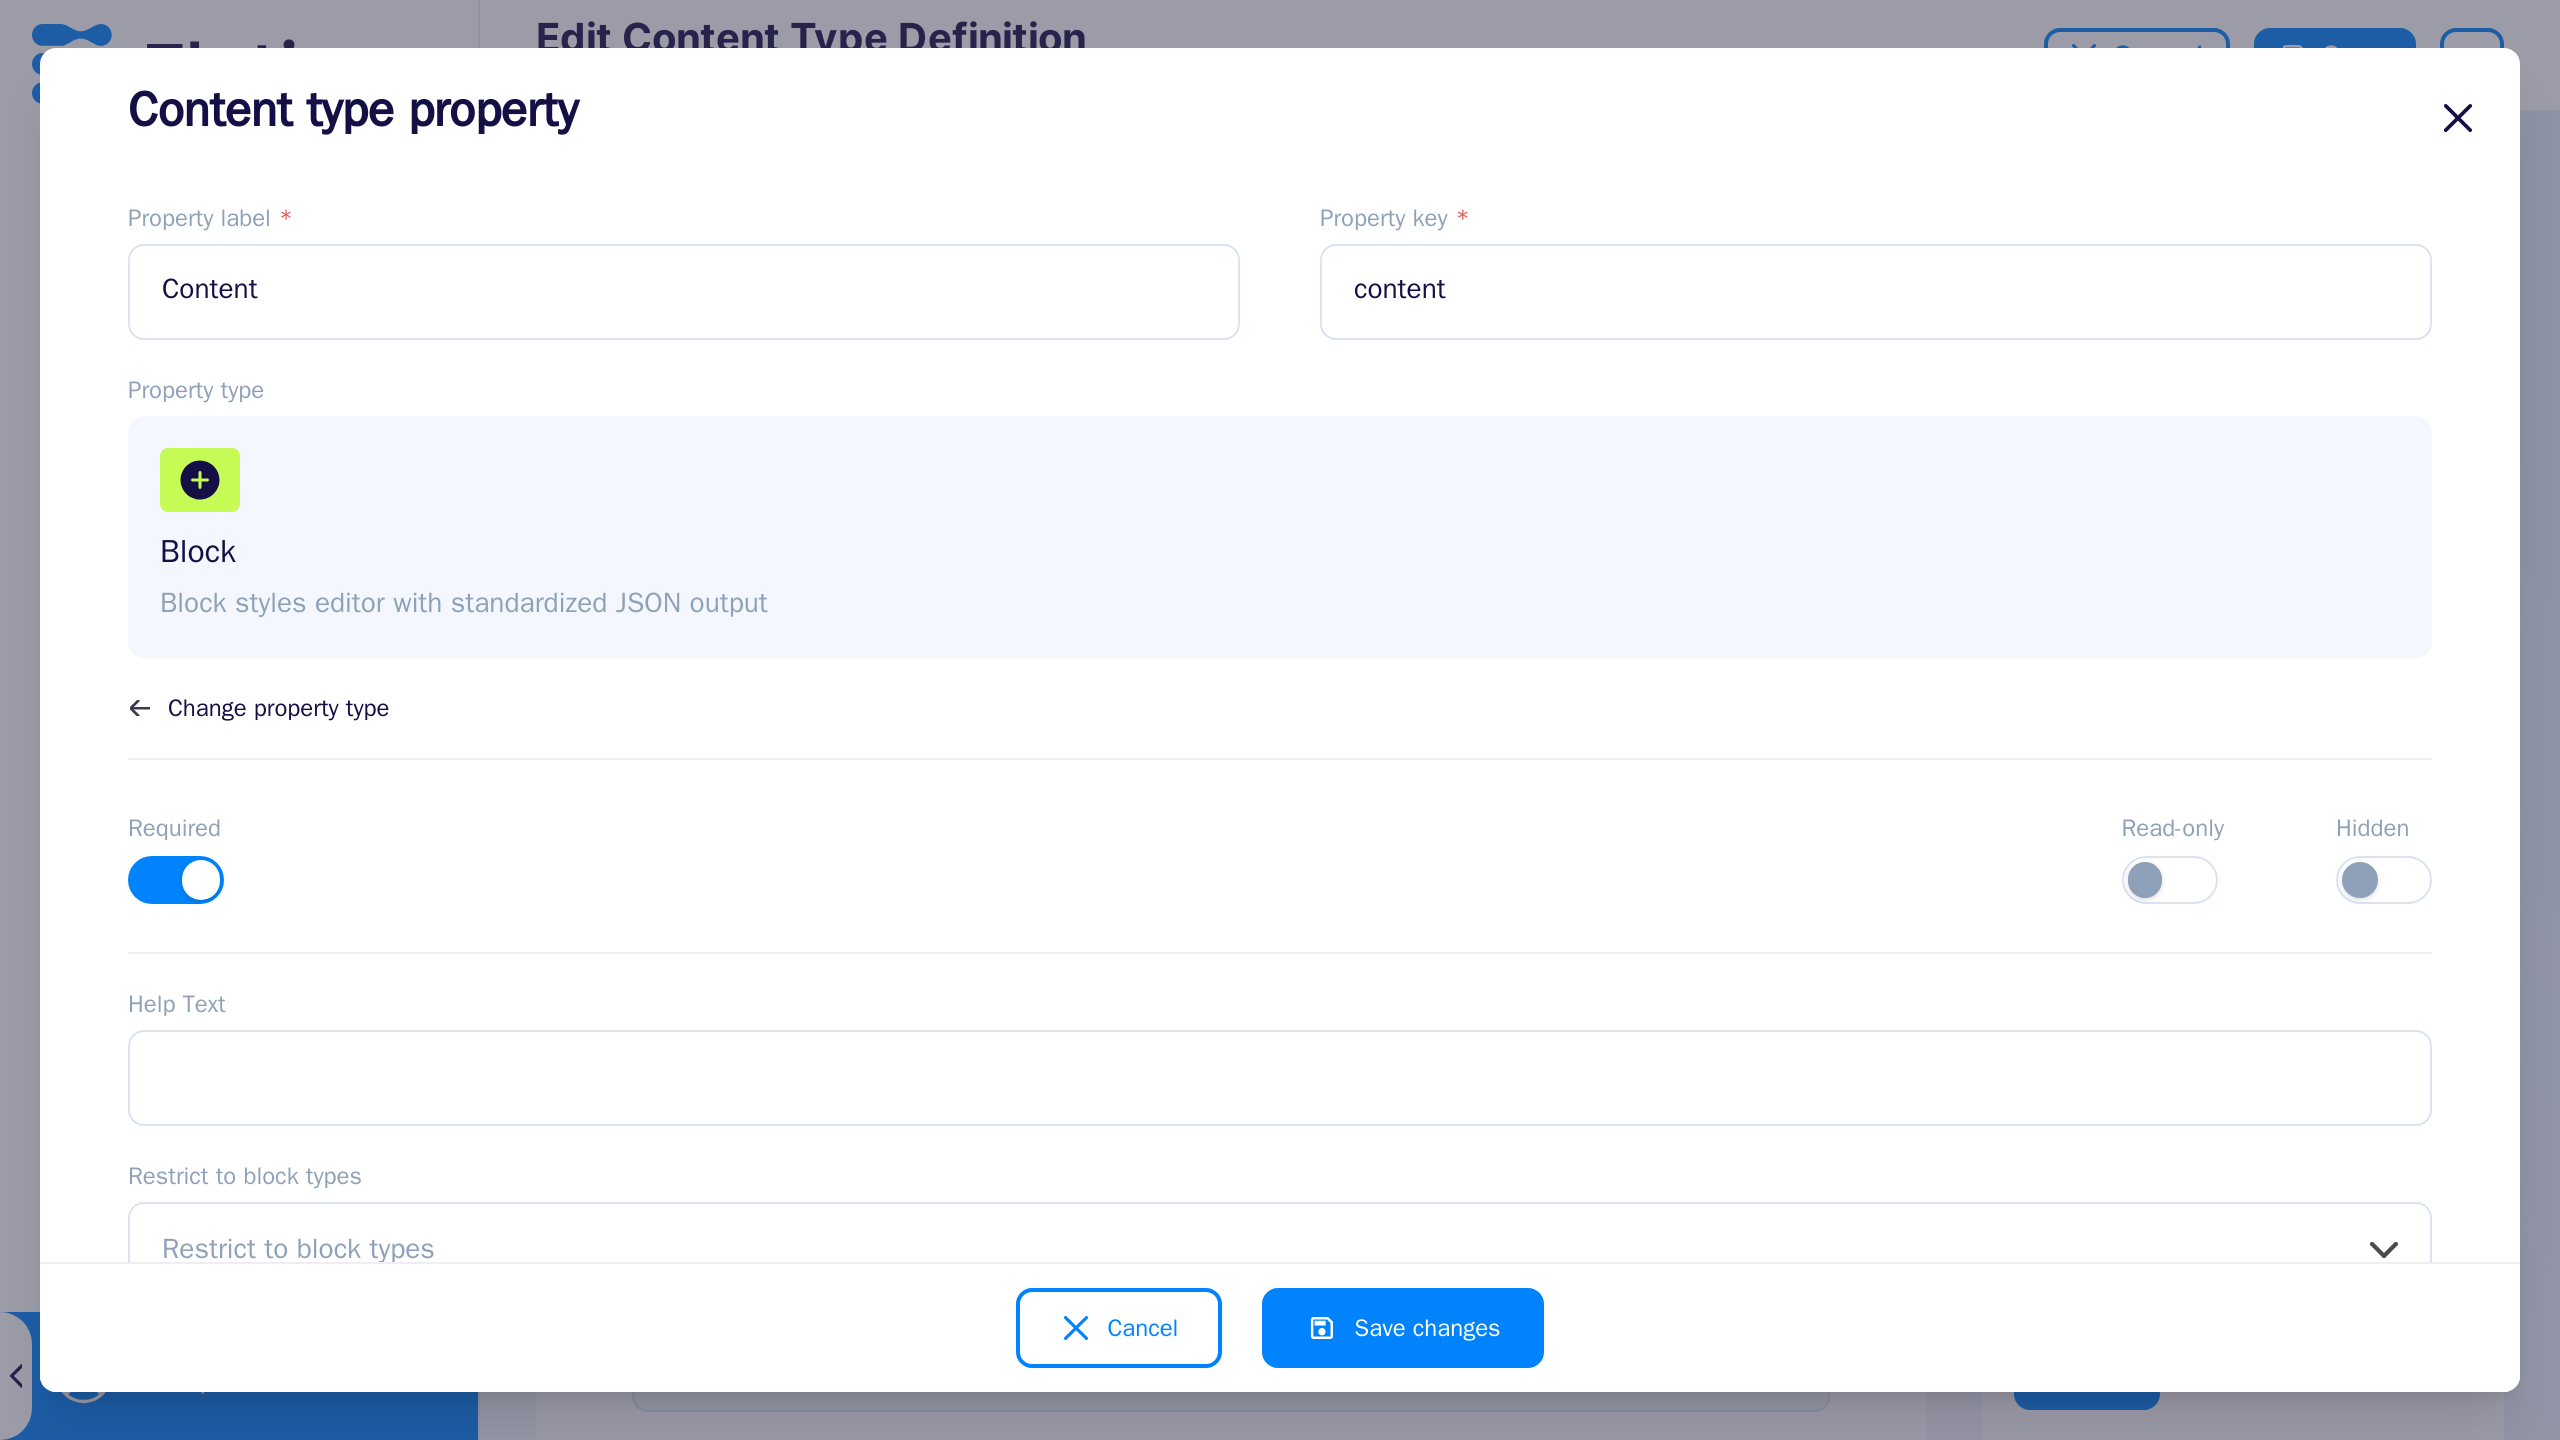 Edit Content Type Definition
Content type property
Property label *
Property key *
Content
content
Property type
Block
Block styles editor with standardized JSON output
Change property type
Required
Read-only
Hidden
Help Text
Restrict to block types
Restrict to block types
Cancel
Save changes